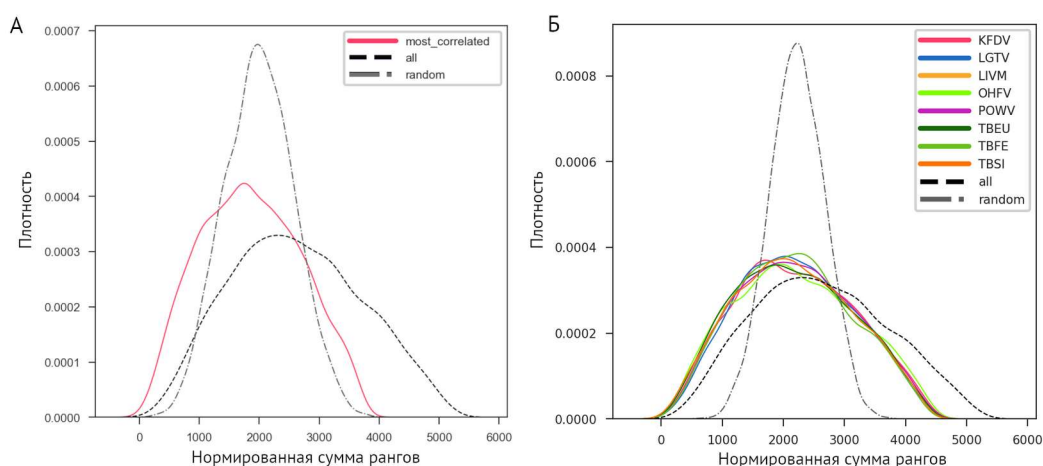 А
0.0007
0.0006
0.0005
0.0004
0.0003
0.0002
0.0001
0.0000
Плотность
0
1000
2000
3000
4000
5000
6000
Нормированная сумма рангов
most_correlated
all
random
Б
0.0008
0.0006
0.0004
0.0002
0.0000
Плотность
0
1000
2000
3000
4000
5000
6000
Нормированная сумма рангов
KFDV
LGTV
LIVM
OHFV
POWV
TBEU
TBFE
TBSI
all
random